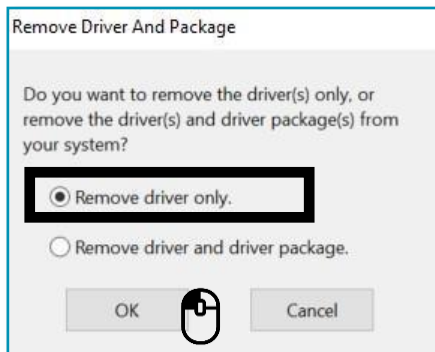 Remove Driver And Package
Do you want to remove the driver(s) only, or
remove the driver(s) and driver package(s) from
your system?
Remove driver only.
Remove driver and driver package.
OK
Cancel